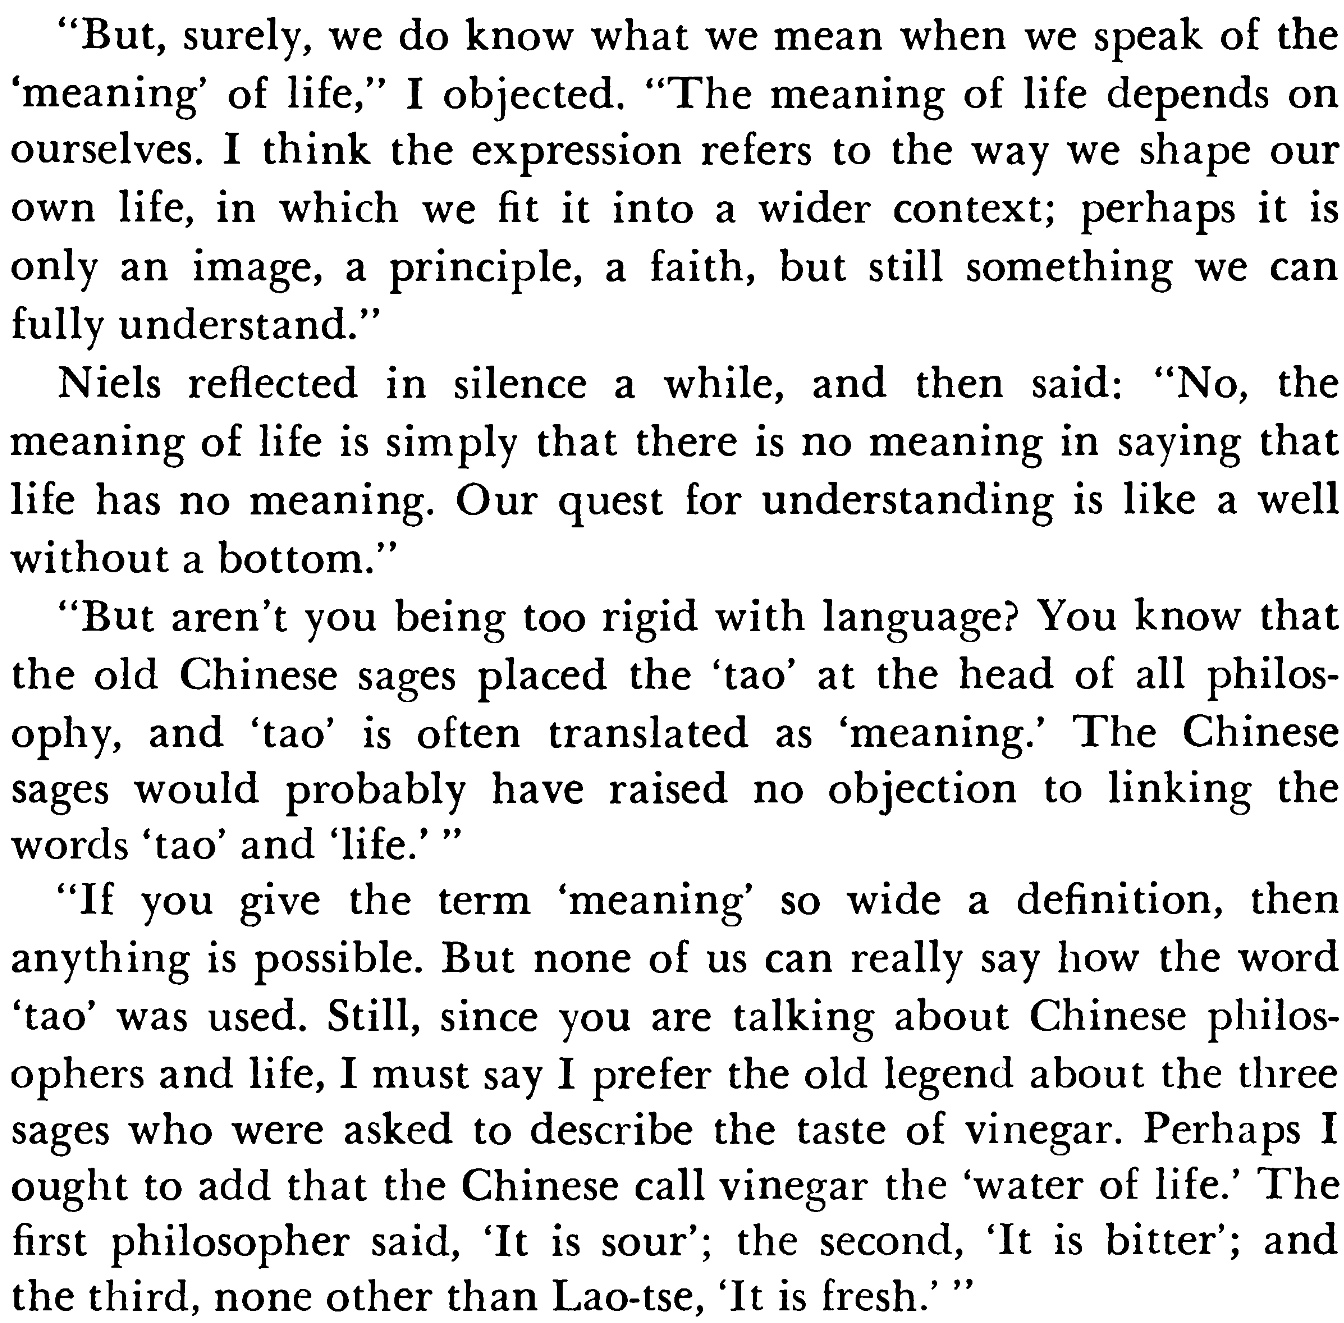 “But, surely, we do know what we mean when we speak of the
‘meaning’ of life,” I objected. “The meaning of life depends on
ourselves. I think the expression refers to the way we shape our
own life, in which we fit it into a wider context; perhaps it is
only an image, a principle, a faith, but still something we can
fully understand.”
Niels reflected in silence a while, and then said: “No, the
meaning of life is simply that there is no meaning in saying that
life has no meaning. Our quest for understanding is like a well
without a bottom.”
“But aren’t you being too rigid with language? You know that
the old Chinese sages placed the ‘tao’ at the head of all philos-
ophy, and ‘tao’ is often translated as ‘meaning.’ The Chinese
sages would probably have raised no objection to linking the
words ‘tao’ and ‘life.’ ”
“If you give the term ‘meaning’ so wide a definition, then
anything is possible. But none of us can really say how the word
‘tao’ was used. Still, since you are talking about Chinese philos-
ophers and life, I must say I prefer the old legend about the three
sages who were asked to describe the taste of vinegar. Perhaps I
ought to add that the Chinese call vinegar the ‘water of life.’ The
first philosopher said, ‘It is sour’; the second, ‘It is bitter’; and
the third, none other than Lao-tse, ‘It is fresh.’ ”